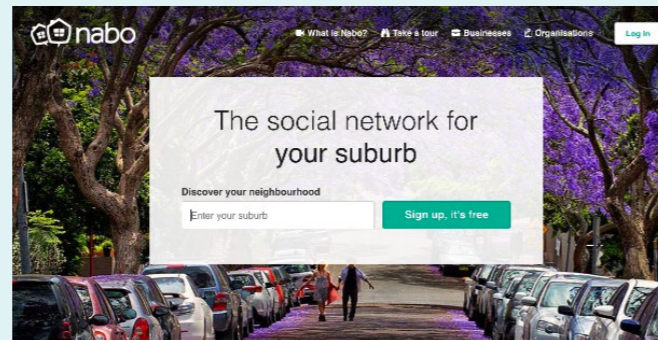 nabo
What is Nabo? Take a tour Businesses Organisations Log In
The social network for
your suburb
Discover your neighbourhood
Enter your suburb
Sign up, it's free